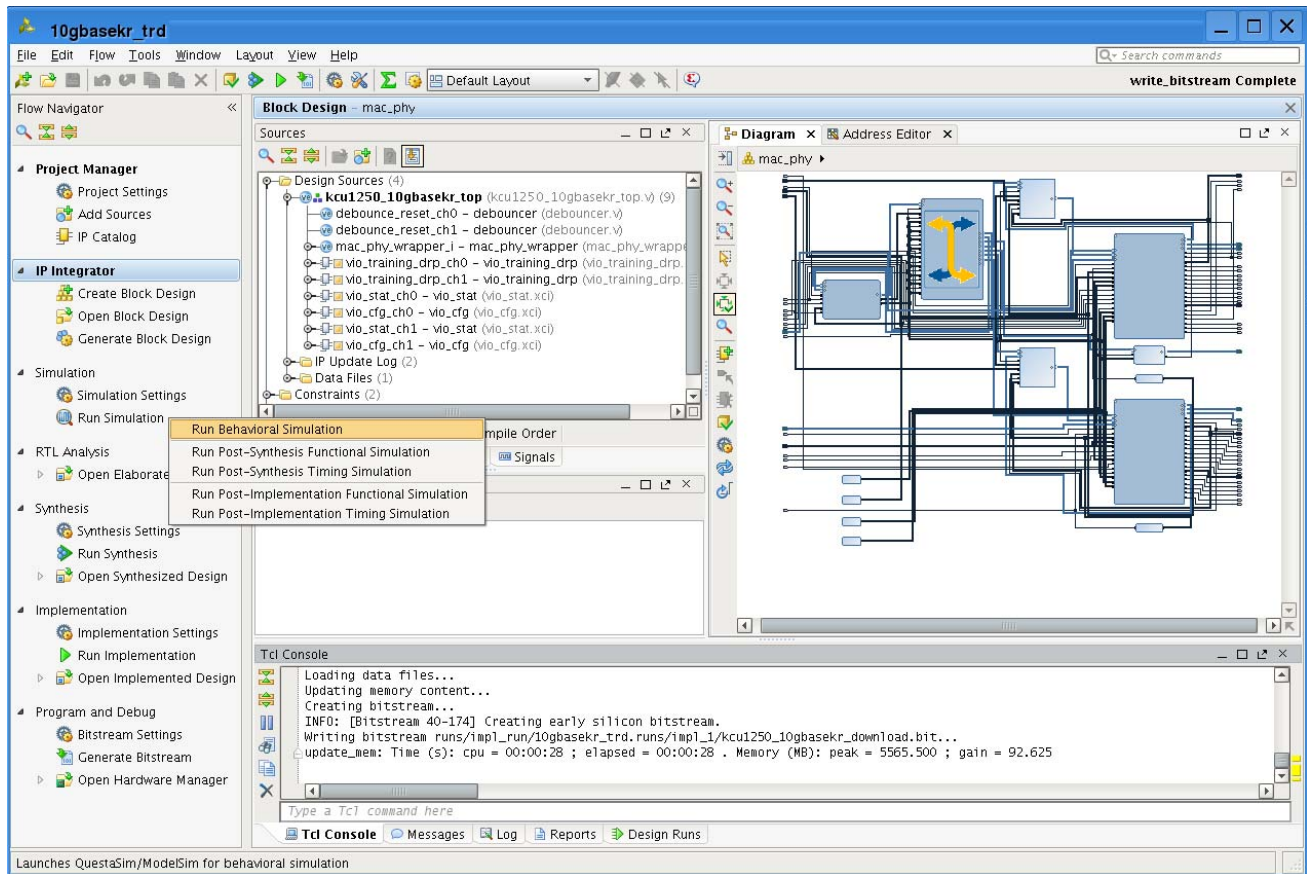 10gbasekr_trd
File Edit Flow Tools Window Layout View Help
Search commands
Default Layout
write_bitstream Complete
Flow Navigator
Project Manager
Project Settings
Add Sources
IP Catalog
IP Integrator
Create Block Design
Open Block Design
Generate Block Design
Simulation
Simulation Settings
Run Simulation
RTL Analysis
Open Elaborate
Synthesis
Synthesis Settings
Run Synthesis
Open Synthesized Design
Implementation
Implementation Settings
Run Implementation
Open Implemented Design
Program and Debug
Bitstream Settings
Generate Bitstream
Open Hardware Manager
Block Design - mac_phy
Sources
Design Sources (4)
kcu1250_10gbasekr_top (kcu1250_10gbasekr_top.v) (9)
debounce_reset_ch0 - debouncer (debouncer.v)
debounce_reset_ch1 - debouncer (debouncer.v)
mac_phy_wrapper_i - mac_phy_wrapper (mac_phy_wrappe
vio_training_drp_ch0 - vio_training_drp (vio_training_drp.
vio_training_drp_ch1 - vio_training_drp (vio_training_drp.
vio_stat_ch0 - vio_stat (vio_stat.xci)
vio_cfg_ch0 - vio_cfg (vio_cfg.xci)
vio_stat_ch1 - vio_stat (vio_stat.xci)
vio_cfg_ch1 - vio_cfg (vio_cfg.xci)
IP Update Log (2)
Data Files (1)
Constraints (2)
mpile Order
Signals
Run Behavioral Simulation
Run Post-Synthesis Functional Simulation
Run Post-Synthesis Timing Simulation
Run Post-Implementation Functional Simulation
Run Post-Implementation Timing Simulation
Diagram
Address Editor
mac_phy
Tcl Console
Loading data files...
Updating memory content...
Creating bitstream...
INFO: [Bitstream 40-174] Creating early silicon bitstream.
Writing bitstream runs/impl_run/10gbasekr_trd.runs/impl_1/kcu1250_10gbasekr_download.bit...
update_mem: Time (s): cpu = 00:00:28 ; elapsed = 00:00:28 . Memory (MB): peak = 5565.500 ; gain = 92.625
Type a Tcl command here
Tcl Console Messages Log Reports Design Runs
Launches QuestaSim/ModelSim for behavioral simulation